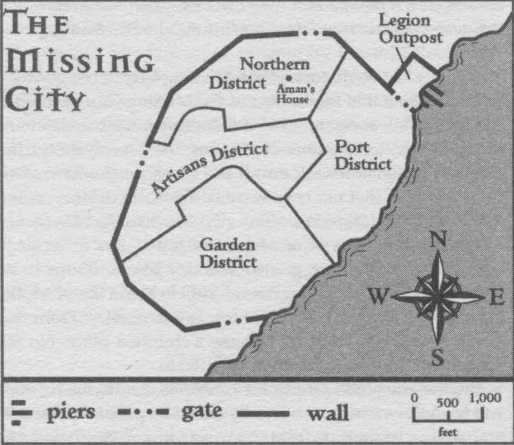 THE
MISSING
CITY
Legion
Outpost
Northern
District
Aman's
House
Artisans District
Port
District
Garden
District
N
W
E
S
piers
gate
wall
0 500 1,000
feet